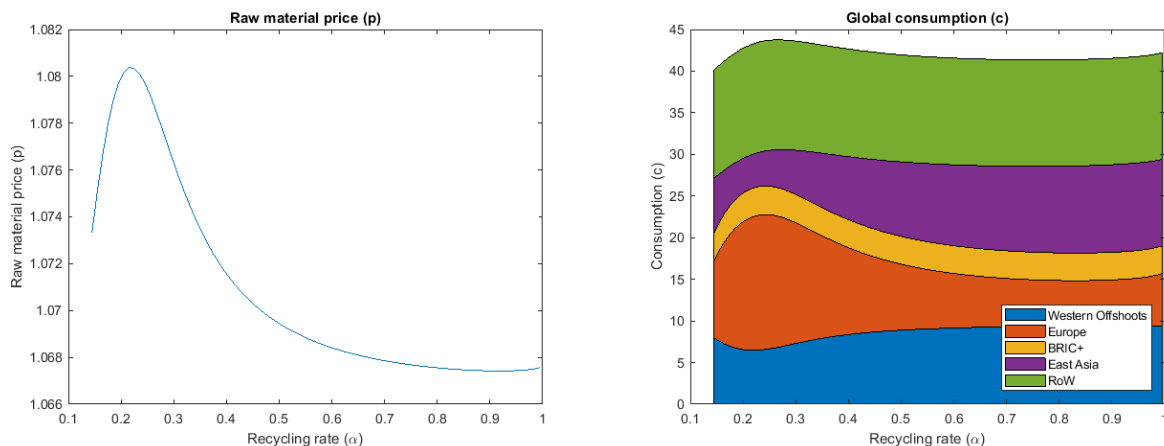 Raw material price (p)
1.082
1.08
1.078
1.076
1.074
1.072
1.07
1.068
1.066
Raw material price (p)
0.1 0.2 0.3 0.4 0.5 0.6 0.7 0.8 0.9 1
Recycling rate (α)
Global consumption (c)
45
40
35
30
25
20
15
10
5
0
Consumption (c)
Western Offshoots
Europe
BRIC+
East Asia
RoW
0.1 0.2 0.3 0.4 0.5 0.6 0.7 0.8 0.9 1
Recycling rate (α)